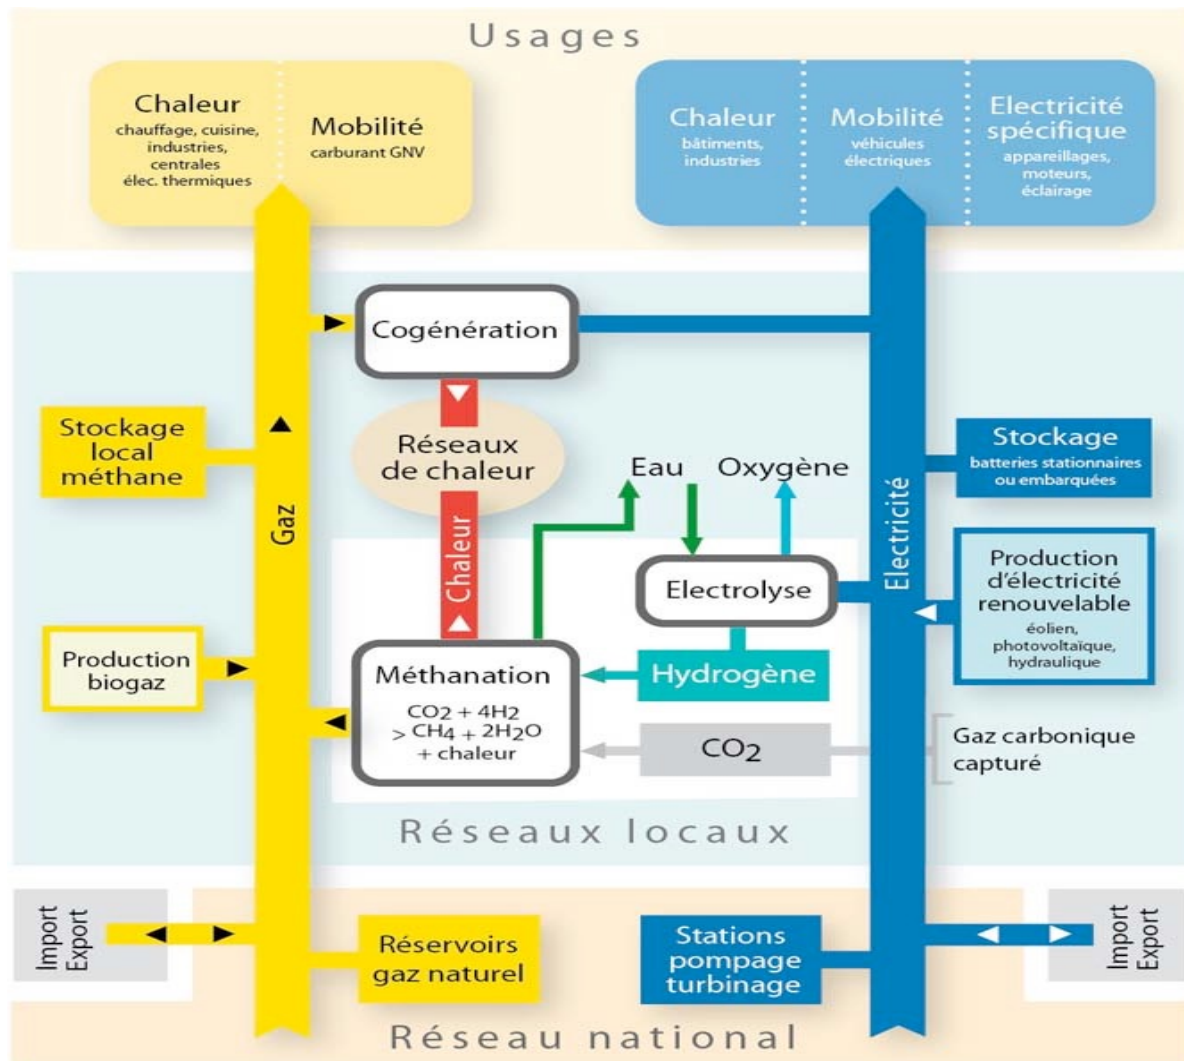 Usages
Chaleur
chauffage, cuisine,
industries,
centrales
élec. thermiques
Mobilité
carburant GNV
Chaleur
bâtiments,
industries
Mobilité
véhicules
électriques
Electricité
spécifique
appareillages,
moteurs,
éclairage
Cogénération
Stockage
local
méthane
Réseaux
de chaleur
Eau
Oxygène
Stockage
batteries stationnaires
ou embarquées
Gaz
Chaleur
Electrolyse
Electricité
Production
d'électricité
renouvelable
éolien,
photovoltaïque,
hydraulique
Production
biogaz
Méthanation
CO2 + 4H2
> CH4 + 2H2O
+ chaleur
Hydrogène
CO2
Gaz carbonique
capturé
Réseaux locaux
Import
Export
Réservoirs
gaz naturel
Stations
pompage
turbinage
Import
Export
Réseau national